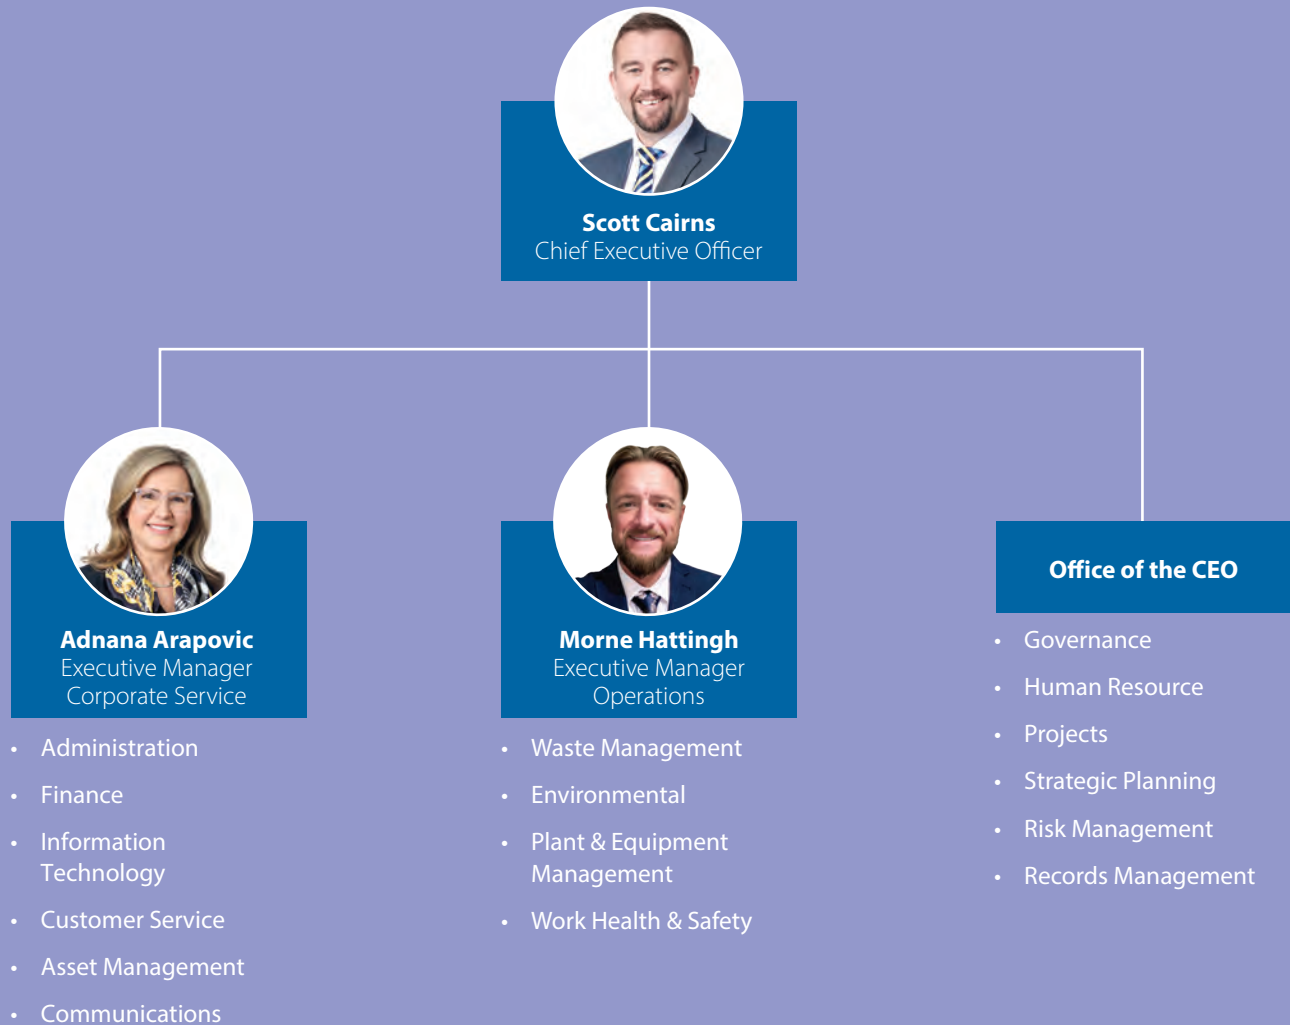 Scott Cairns
Chief Executive Officer
Adnana Arapovic
Executive Manager
Corporate Service
• Administration
• Finance
• Information
Technology
• Customer Service
• Asset Management
• Communications
Morne Hattingh
Executive Manager
Operations
• Waste Management
• Environmental
• Plant & Equipment
Management
• Work Health & Safety
Office of the CEO
• Governance
• Human Resource
• Projects
• Strategic Planning
• Risk Management
• Records Management